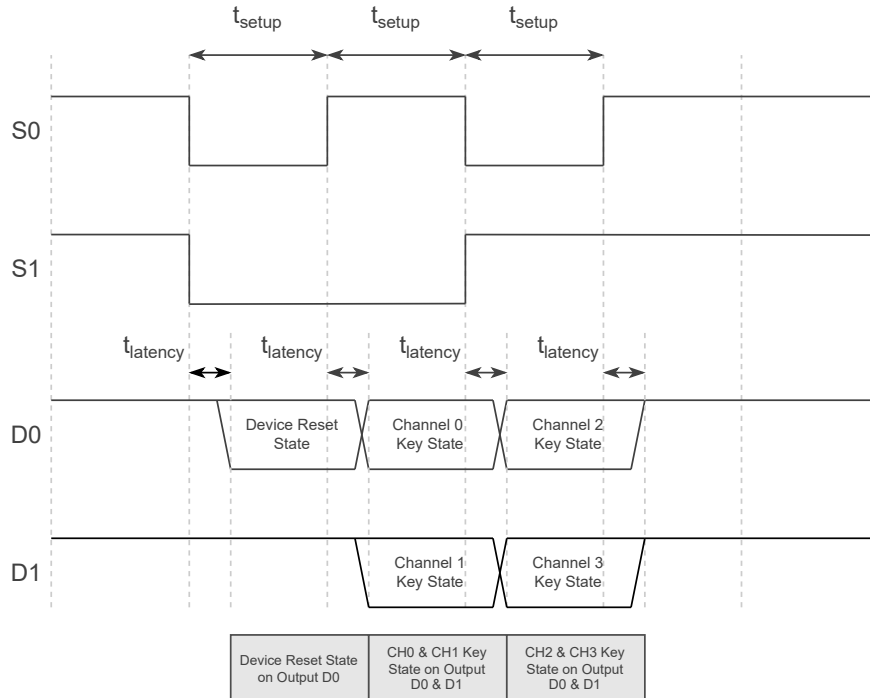 tsetup
tsetup
tsetup
S0
S1
tlatency
tlatency
tlatency
tlatency
D0
Device Reset
State
Channel 0
Key State
Channel 2
Key State
D1
Channel 1
Key State
Channel 3
Key State
Device Reset State
on Output D0
CH0 & CH1 Key
State on Output
D0 & D1
CH2 & CH3 Key
State on Output
D0 & D1